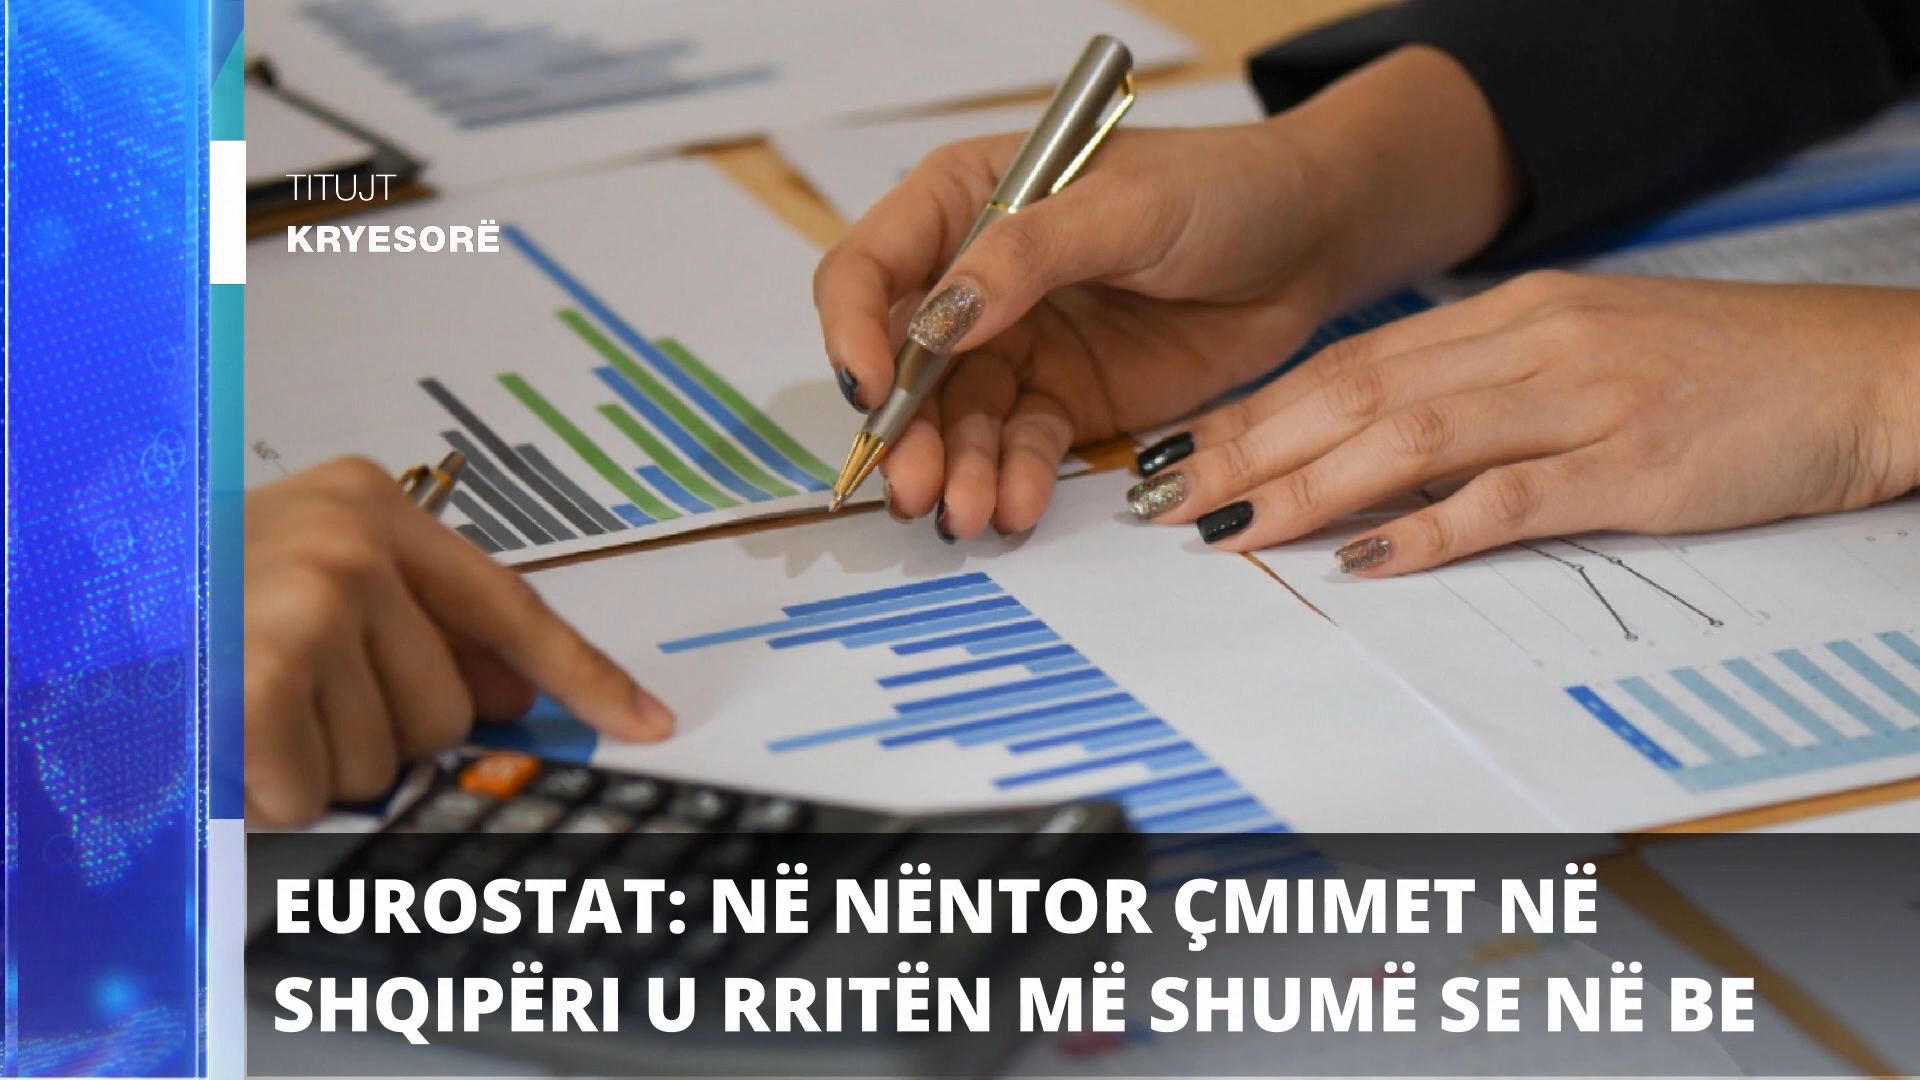 TITUJT
KRYESORË
EUROSTAT: NË NËNTOR ÇMIMET NË
SHQIPËRI U RRITËN MË SHUMË SE NË BE